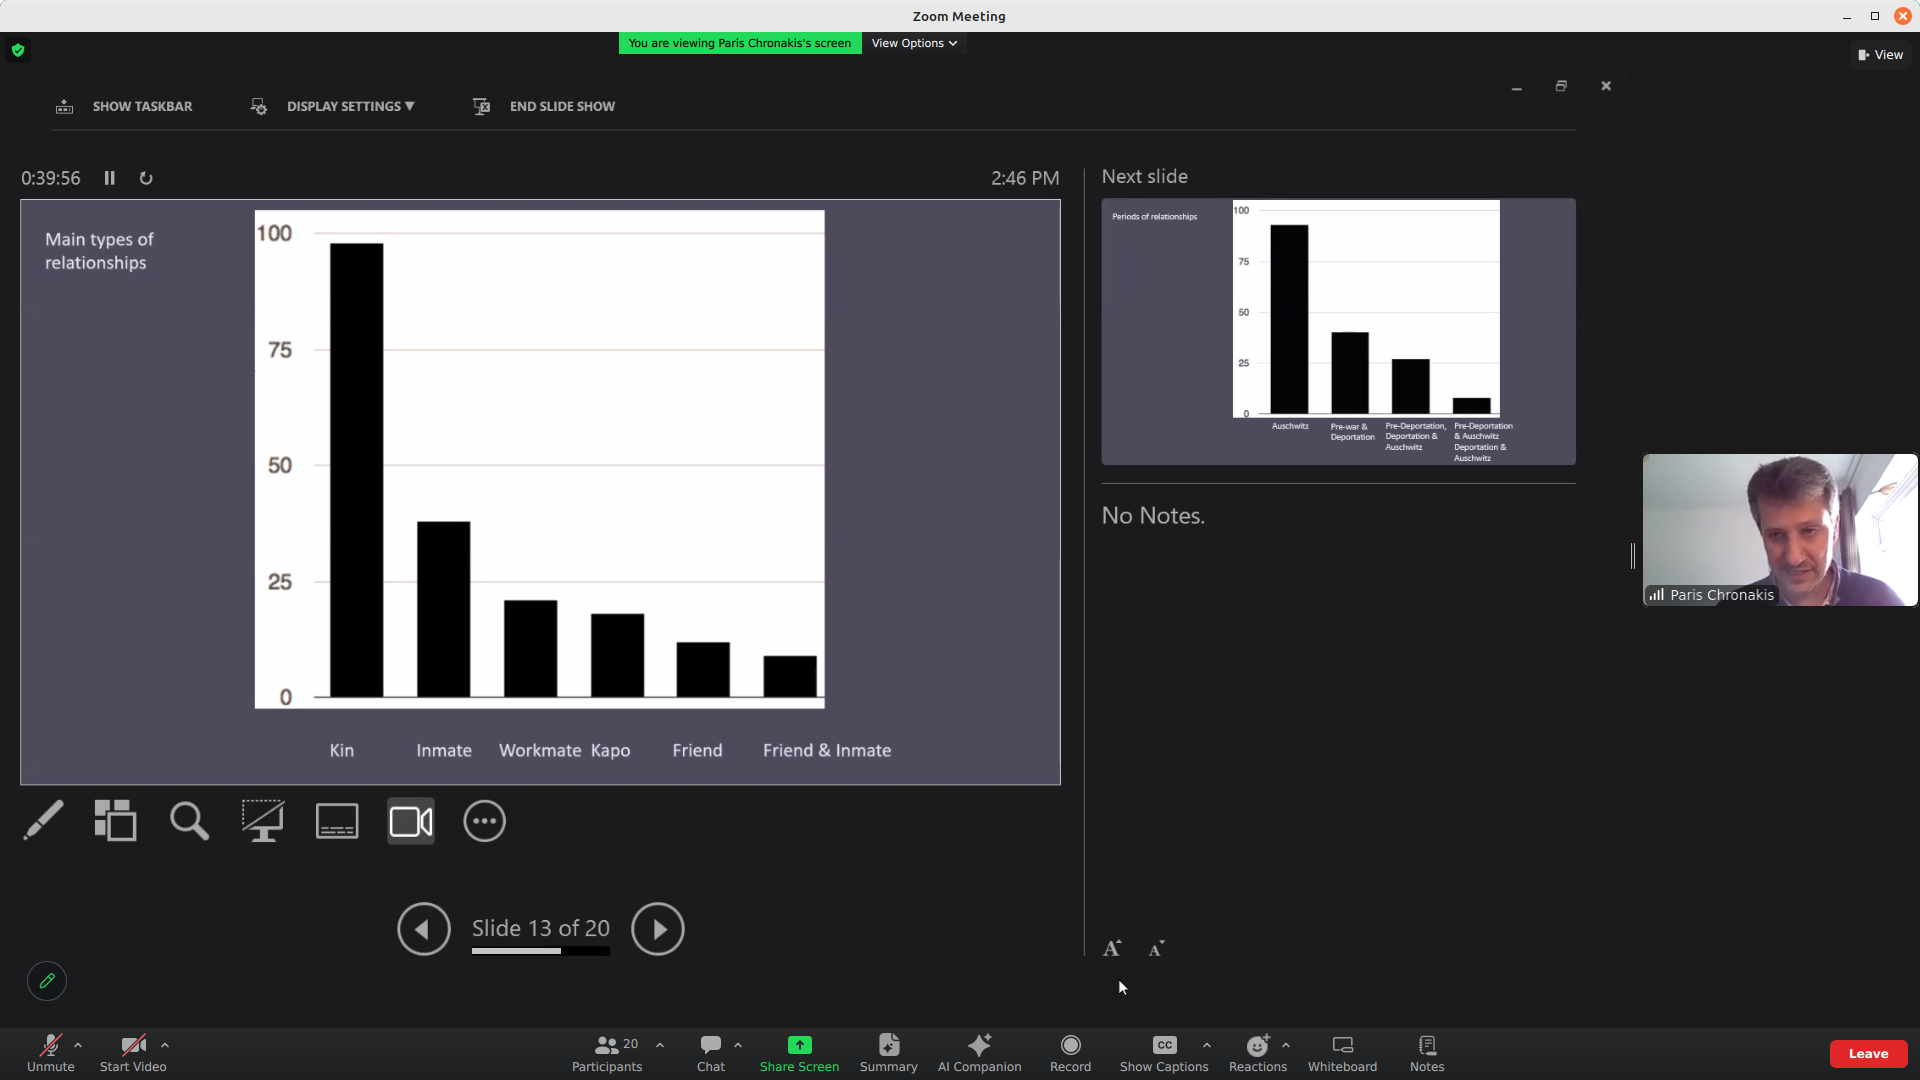 Zoom Meeting
You are viewing Paris Chronakis's screen
View Options
View
SHOW TASKBAR
DISPLAY SETTINGS ▼
END SLIDE SHOW
0:39:56
2:46 PM
Main types of
relationships
100
75
50
25
0
Kin
Inmate
Workmate
Kapo
Friend
Friend & Inmate
Next slide
Periods of relationships
100
75
50
25
0
Auschwitz
Pre-war &
Deportation
Pre-Deportation,
Deportation &
Auschwitz
Pre-Deportation
& Auschwitz
Deportation &
Auschwitz
No Notes.
Paris Chronakis
Slide 13 of 20
A
A
Unmute
Start Video
20
Participants
Chat
Share Screen
Summary
AI Companion
Record
CC
Show Captions
Reactions
Whiteboard
Notes
Leave